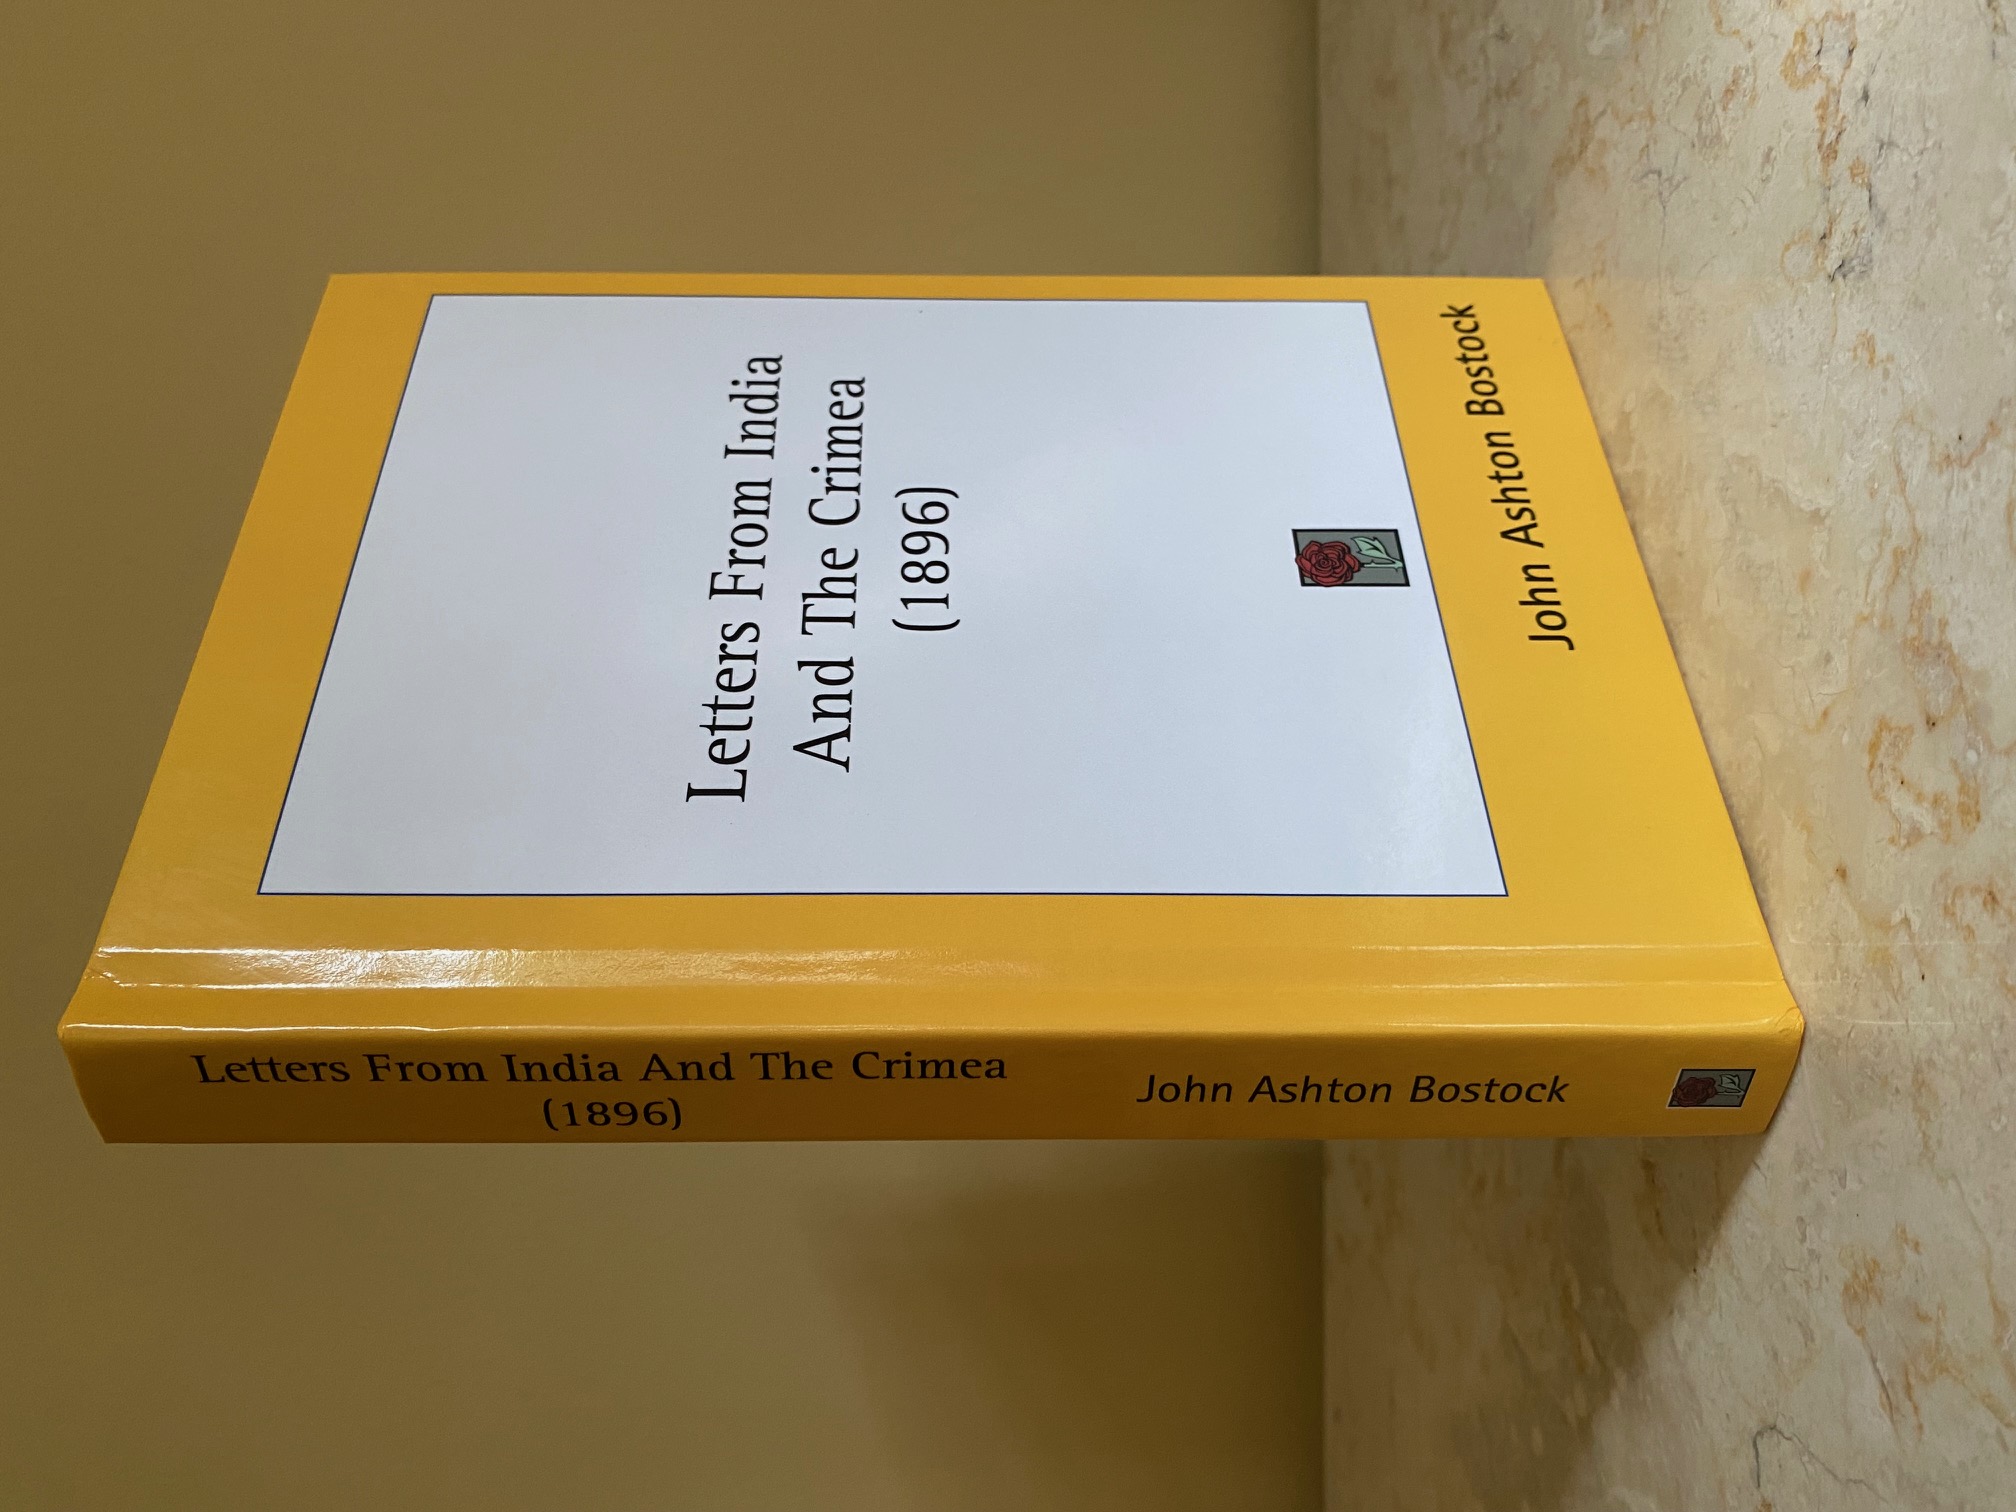 Letters From India
And The Crimea
(1896)
John Ashton Bostock
Letters From India And The Crimea
(1896)
John Ashton Bostock